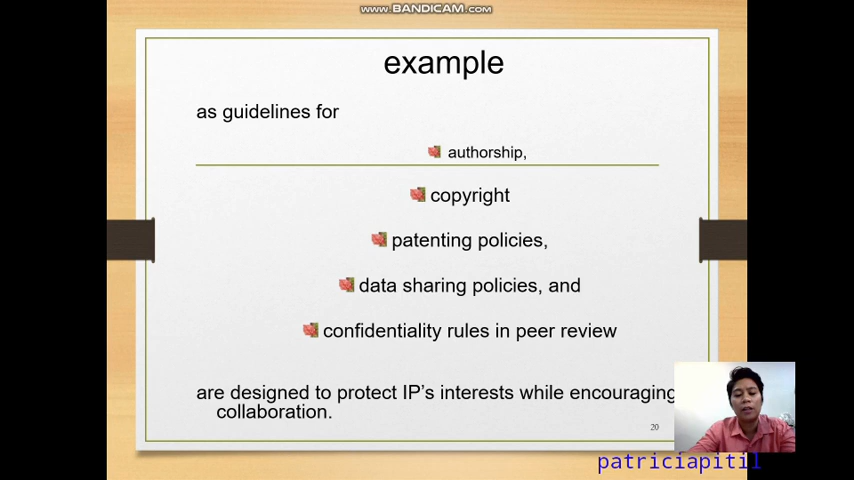 WWW.BANDICAM.COM
example
as guidelines for
authorship,
copyright
patenting policies,
data sharing policies, and
confidentiality rules in peer review
are designed to protect IP’s interests while encouraging
collaboration.
20
patriciapitil